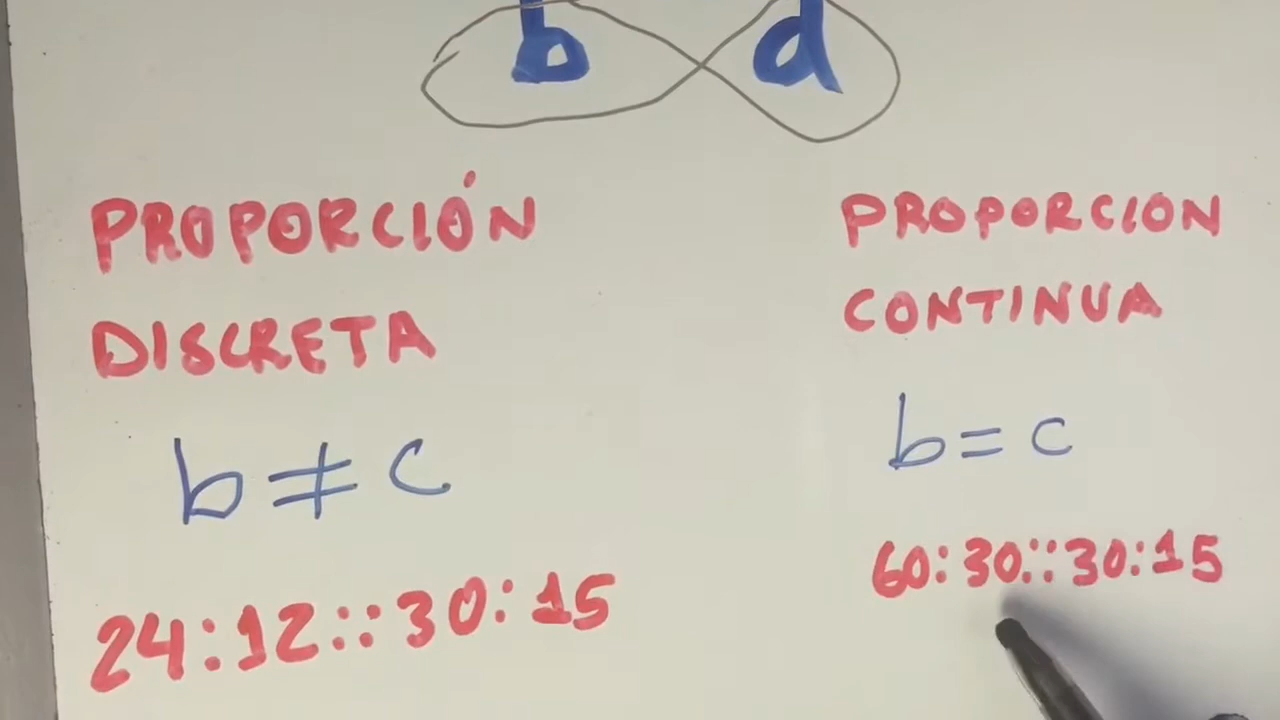 b d
PROPORCIÓN
DISCRETA
b ≠ c
24:12::30:15
PROPORCION
CONTINUA
b = c
60:30::30:15